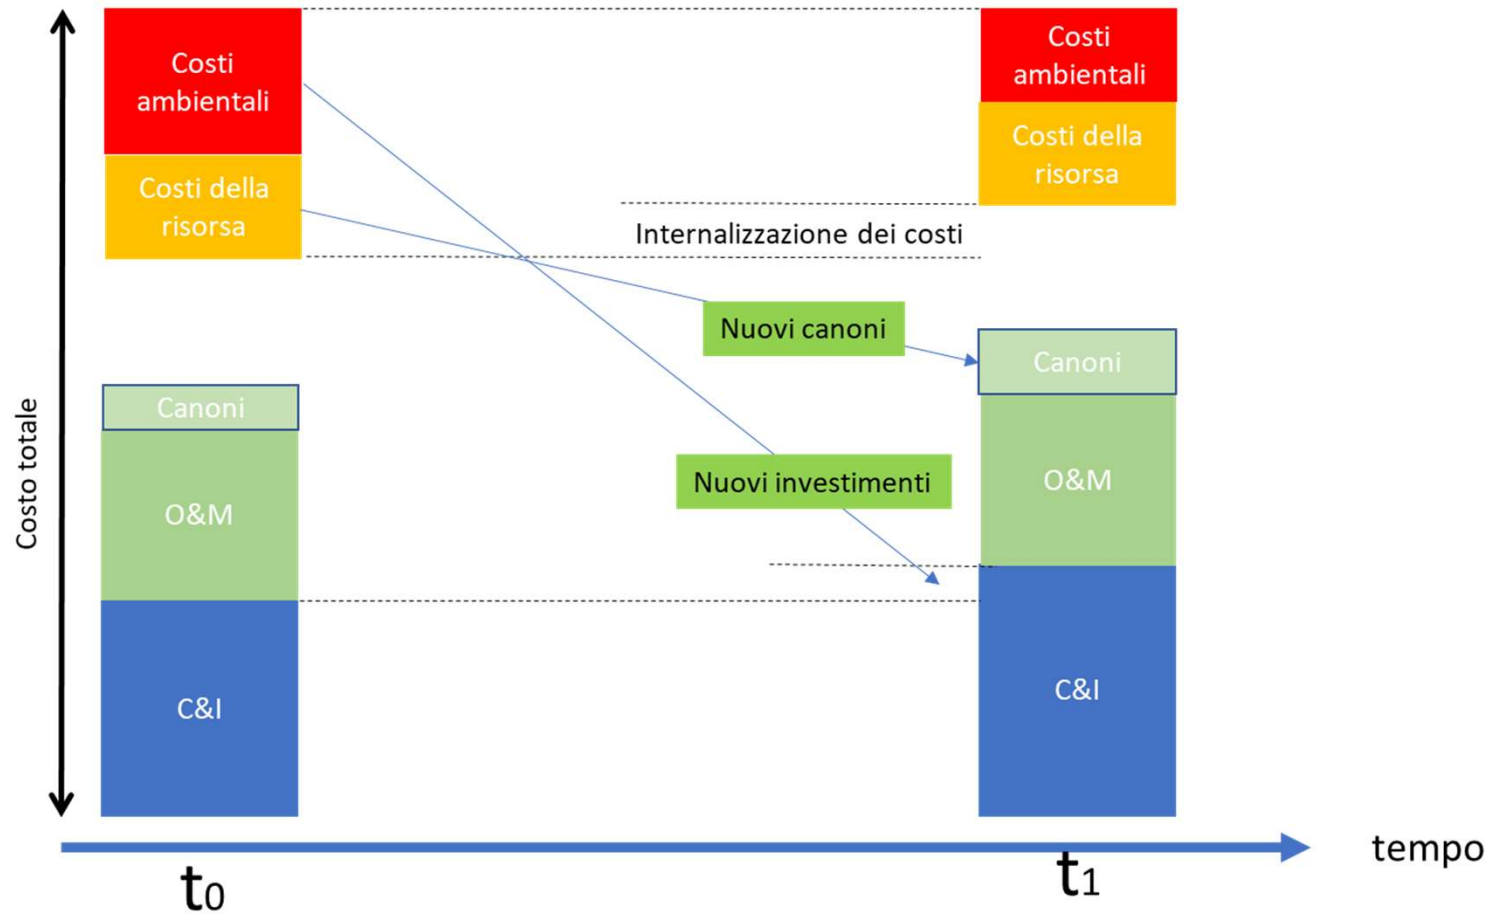 Costi
ambientali
Costi della
risorsa
Canoni
O&M
C&I
Costo totale
Internalizzazione dei costi
Nuovi canoni
Nuovi investimenti
Costi
ambientali
Costi della
risorsa
Canoni
O&M
C&I
tempo
t0
t1